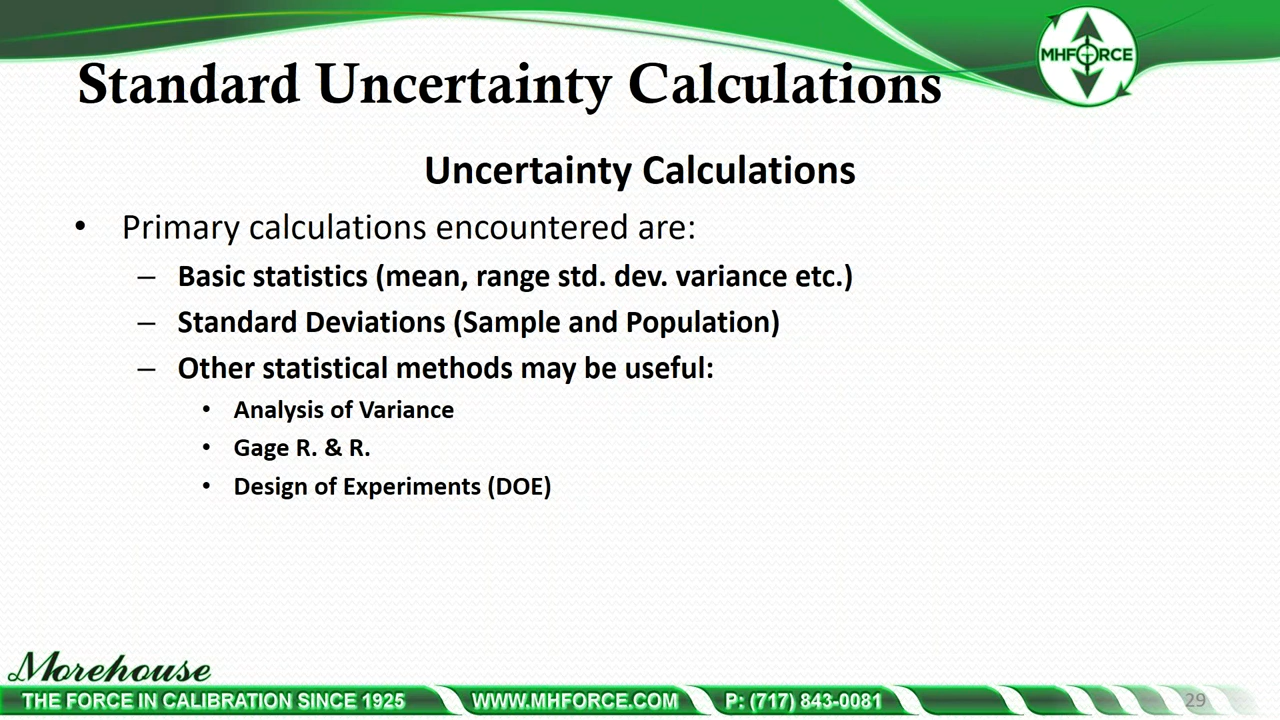 MHFORCE
Standard Uncertainty Calculations
Uncertainty Calculations
• Primary calculations encountered are:
– Basic statistics (mean, range std. dev. variance etc.)
– Standard Deviations (Sample and Population)
– Other statistical methods may be useful:
• Analysis of Variance
• Gage R. & R.
• Design of Experiments (DOE)
Morehouse
THE FORCE IN CALIBRATION SINCE 1925 WWW.MHFORCE.COM P: (717) 843-0081 29